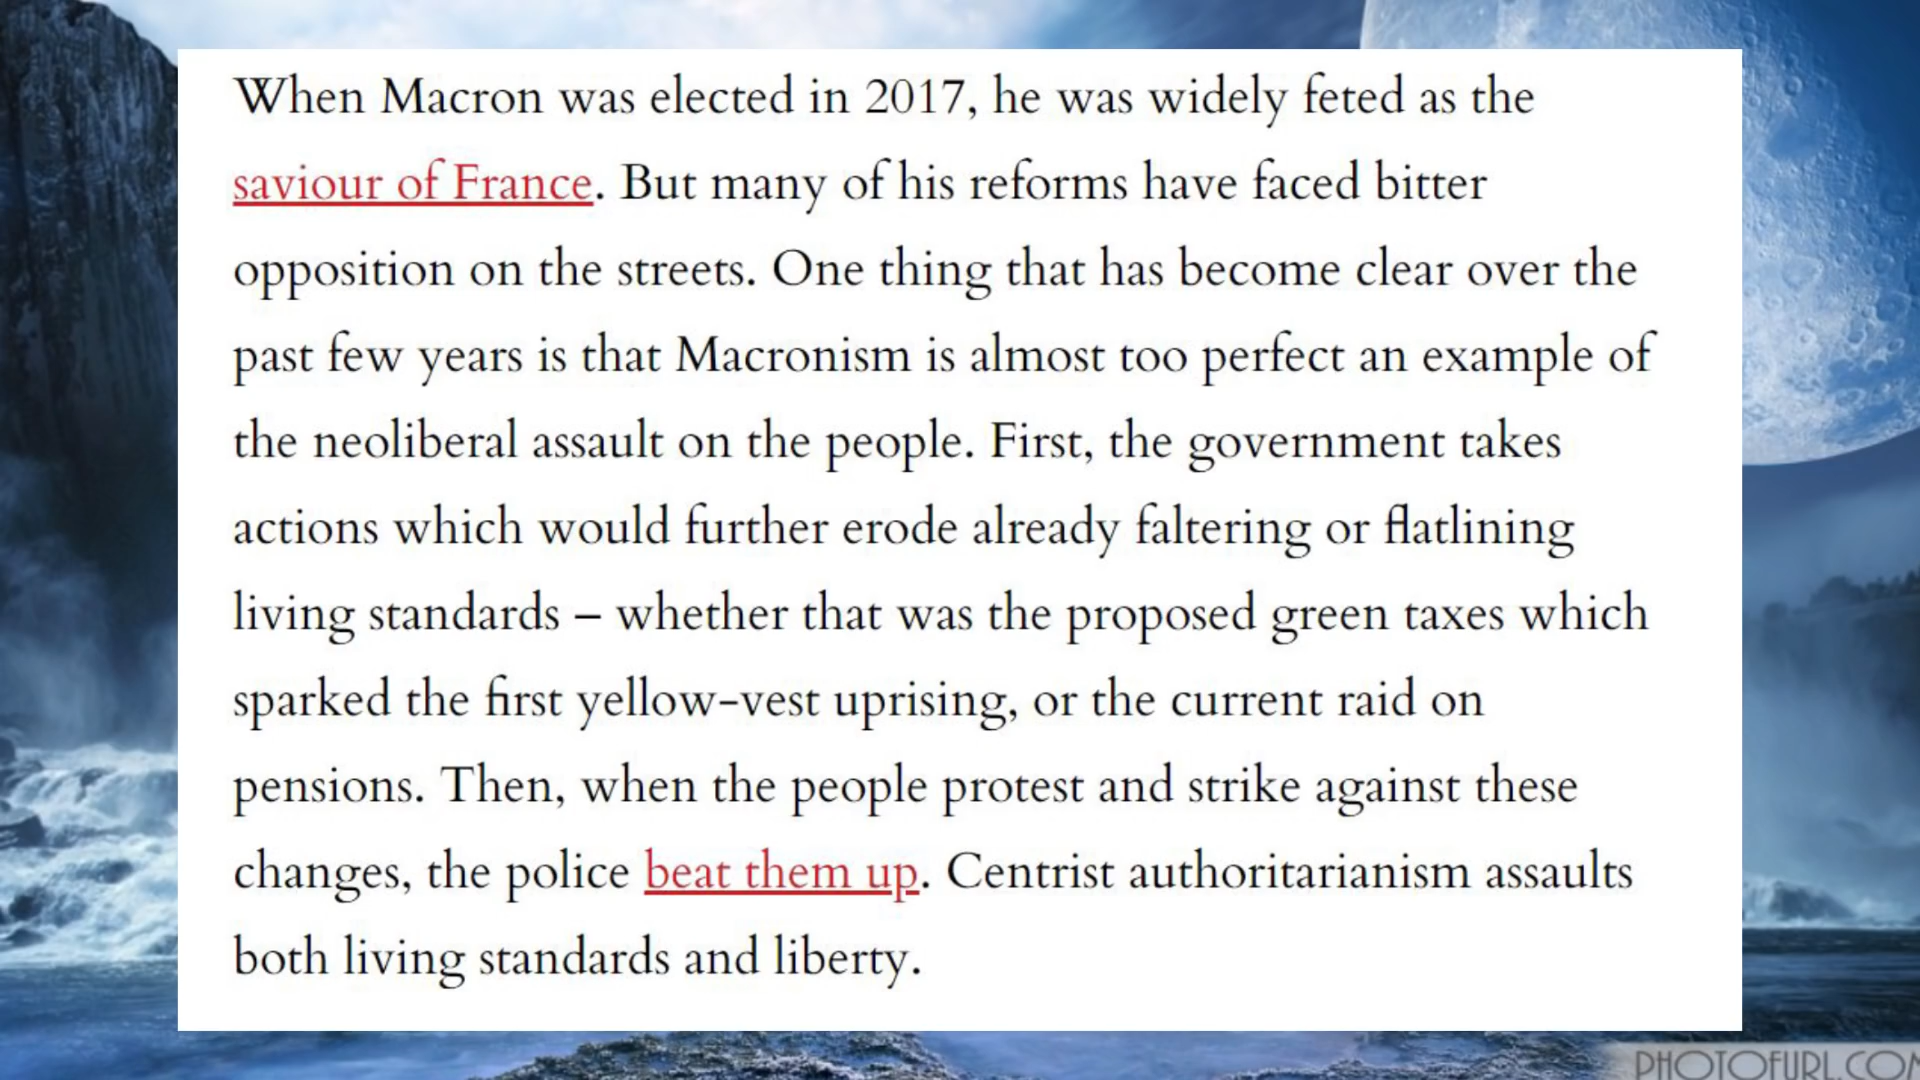 When Macron was elected in 2017, he was widely feted as the
saviour of France. But many of his reforms have faced bitter
opposition on the streets. One thing that has become clear over the
past few years is that Macronism is almost too perfect an example of
the neoliberal assault on the people. First, the government takes
actions which would further erode already faltering or flatlining
living standards – whether that was the proposed green taxes which
sparked the first yellow-vest uprising, or the current raid on
pensions. Then, when the people protest and strike against these
changes, the police beat them up. Centrist authoritarianism assaults
both living standards and liberty.
PHOTOFURL.COM